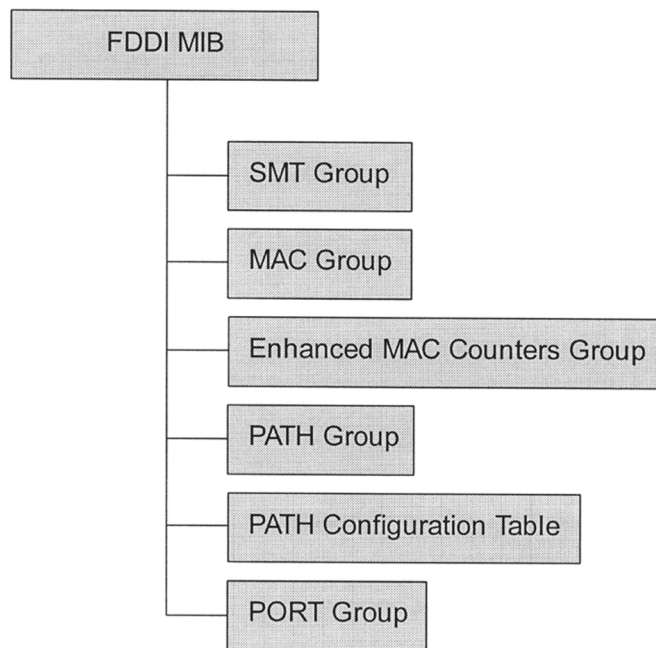 FDDI MIB
SMT Group
MAC Group
Enhanced MAC Counters Group
PATH Group
PATH Configuration Table
PORT Group